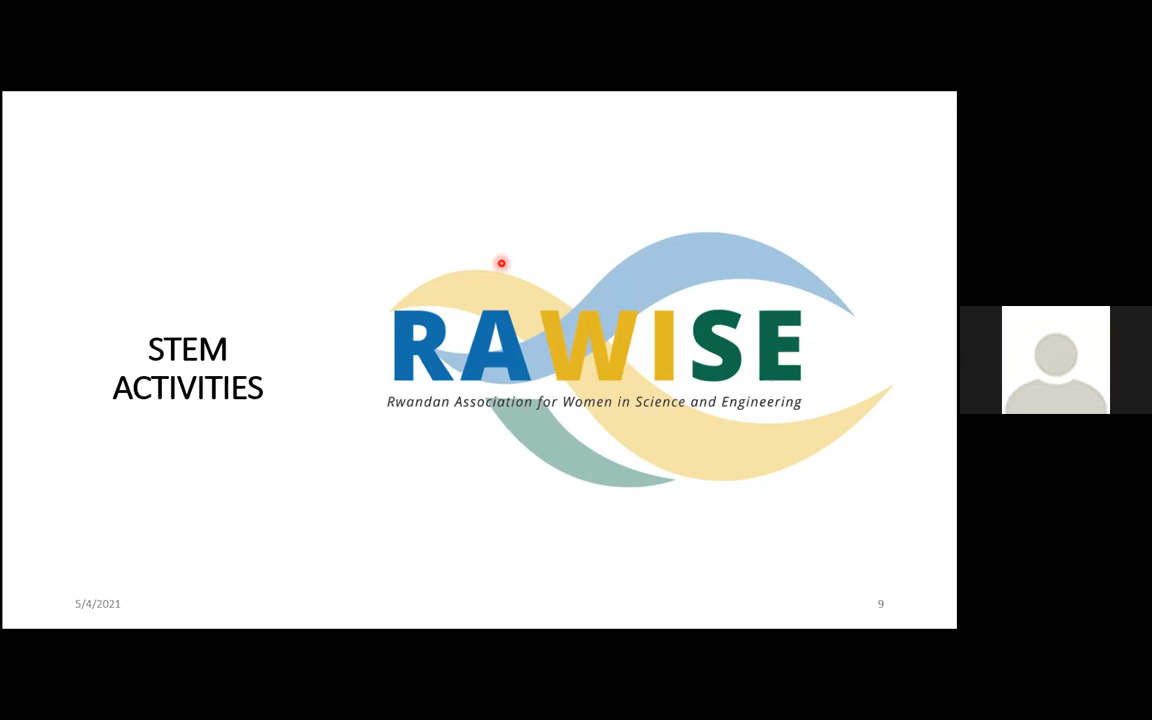 STEM
ACTIVITIES
RAWISE
Rwandan Association for Women in Science and Engineering
5/4/2021
9